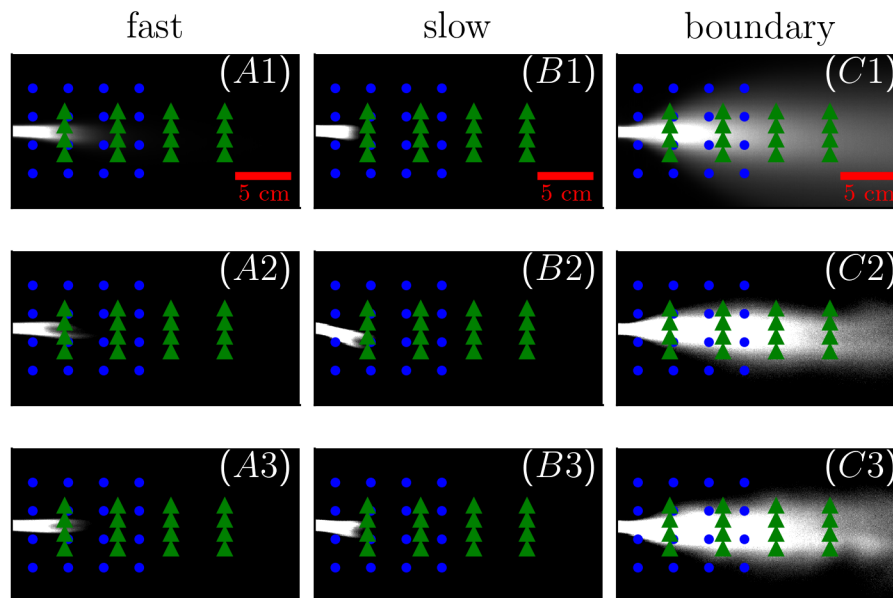 fast slow boundary
(A1) (B1) (C1)
5 cm 5 cm 5 cm
(A2) (B2) (C2)
(A3) (B3) (C3)